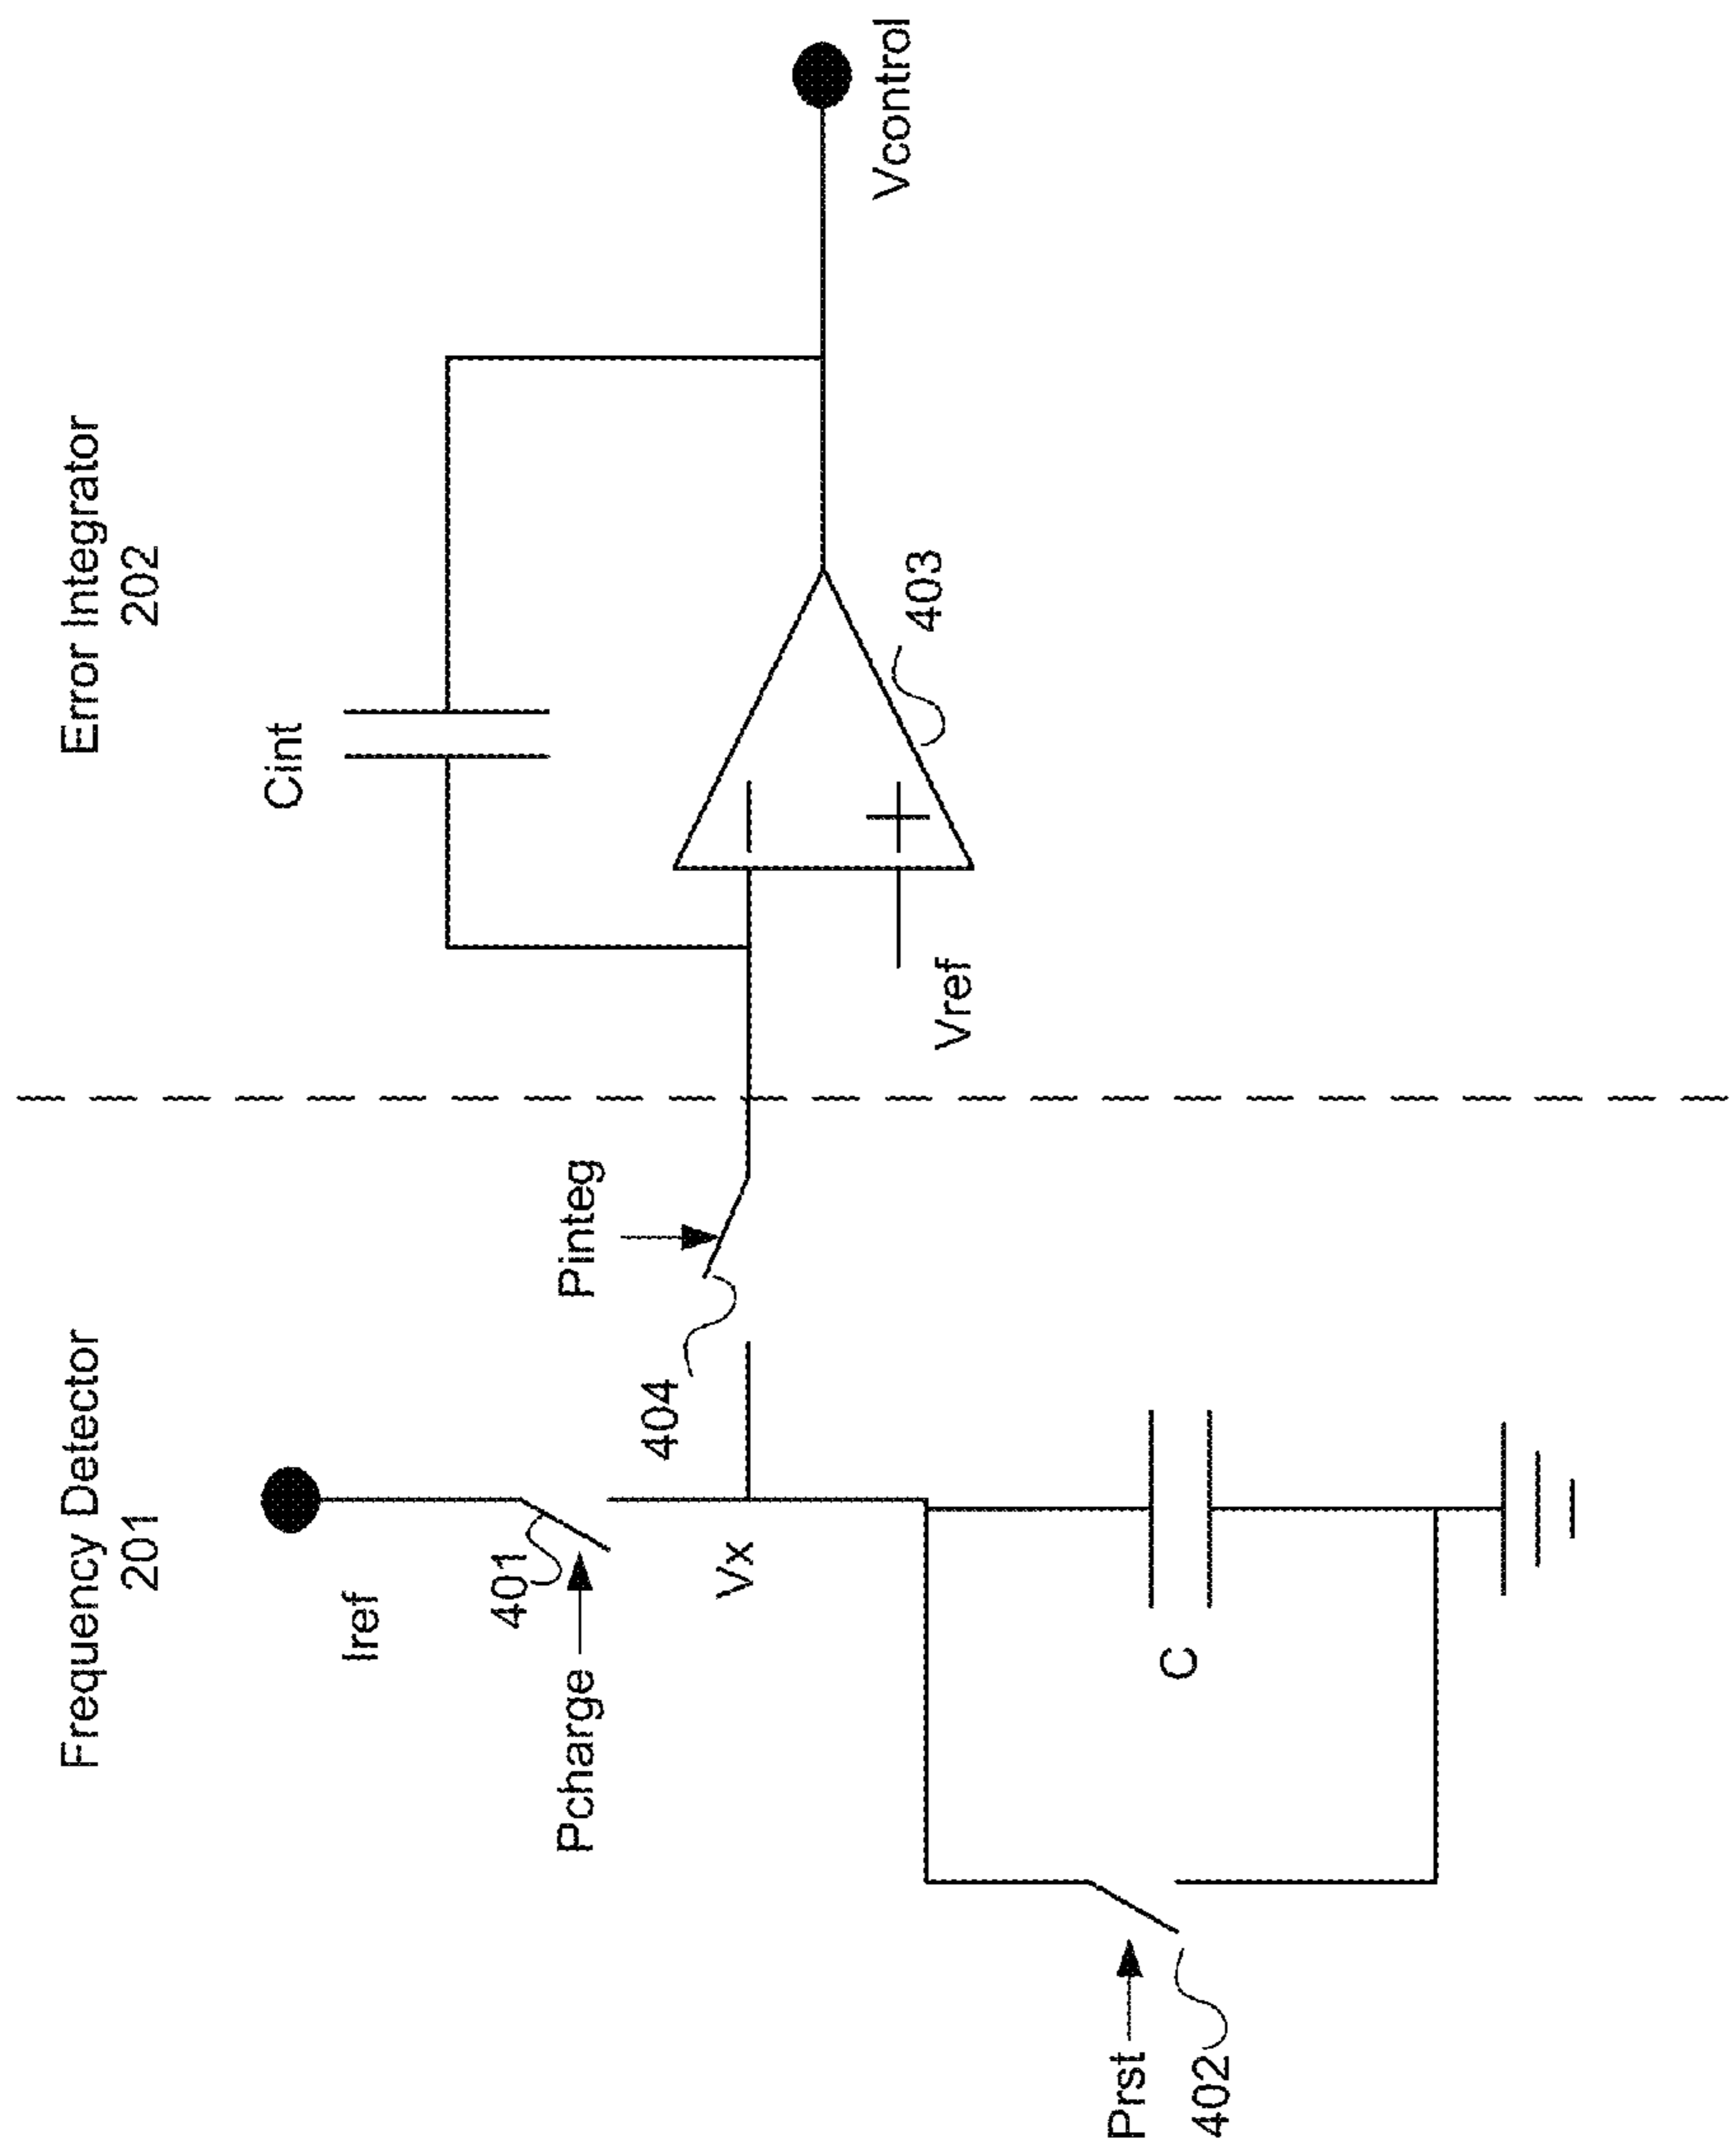 Frequency Detector
201
Error Integrator
202
Iref
Cint
401
Pcharge
Pinteg
404
Vx
403
Vcontrol
Vref
Prst
402
C
−
+